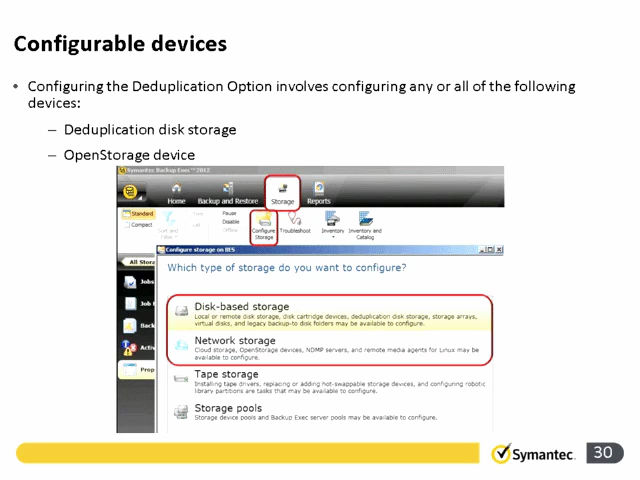 Configurable devices
• Configuring the Deduplication Option involves configuring any or all of the following
devices:
– Deduplication disk storage
– OpenStorage device
Symantec Backup Exec™ 2012
Home Backup and Restore Storage Reports
Standard
Compact
Pause
Disable
Offline
Configure
Storage
Troubleshoot
Inventory
Inventory and
Catalog
Configure storage on BES
All Stora
Jobs
Job
Back
Activ
Prop
Which type of storage do you want to configure?
Disk-based storage
Local or remote disk storage, disk cartridge devices, deduplication disk storage, storage arrays,
virtual disks, and legacy backup-to-disk folders may be available to configure.
Network storage
Cloud storage, OpenStorage devices, NDMP servers, and remote media agents for Linux may be
available to configure.
Tape storage
Installing tape drivers, replacing or adding hot-swappable storage devices, and configuring robotic
library partitions are tasks that may be available to configure.
Storage pools
Storage device pools and Backup Exec server pools may be available to configure.
Symantec.
30